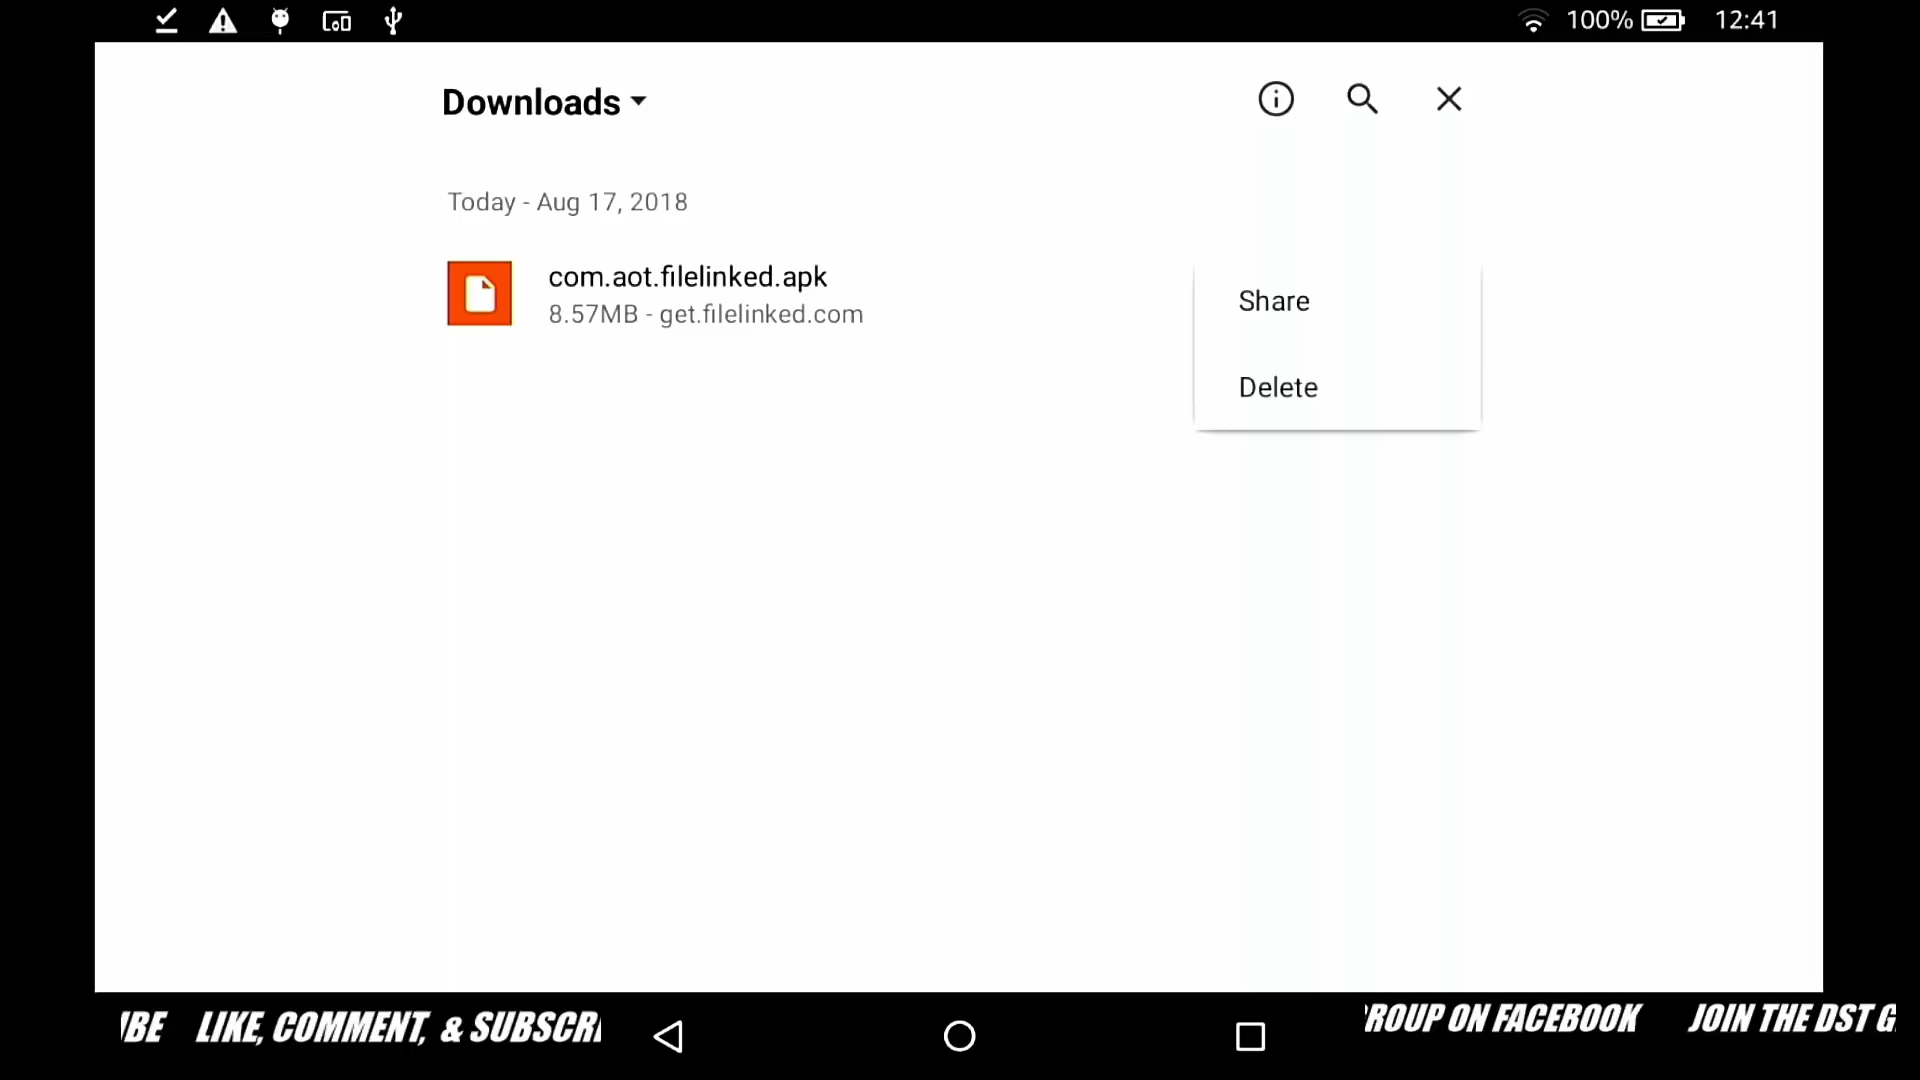 100% 12:41
Downloads
Today - Aug 17, 2018
com.aot.filelinked.apk
8.57MB - get.filelinked.com
Share
Delete
LIKE, COMMENT, & SUBSCRI
ROUP ON FACEBOOK JOIN THE DST G